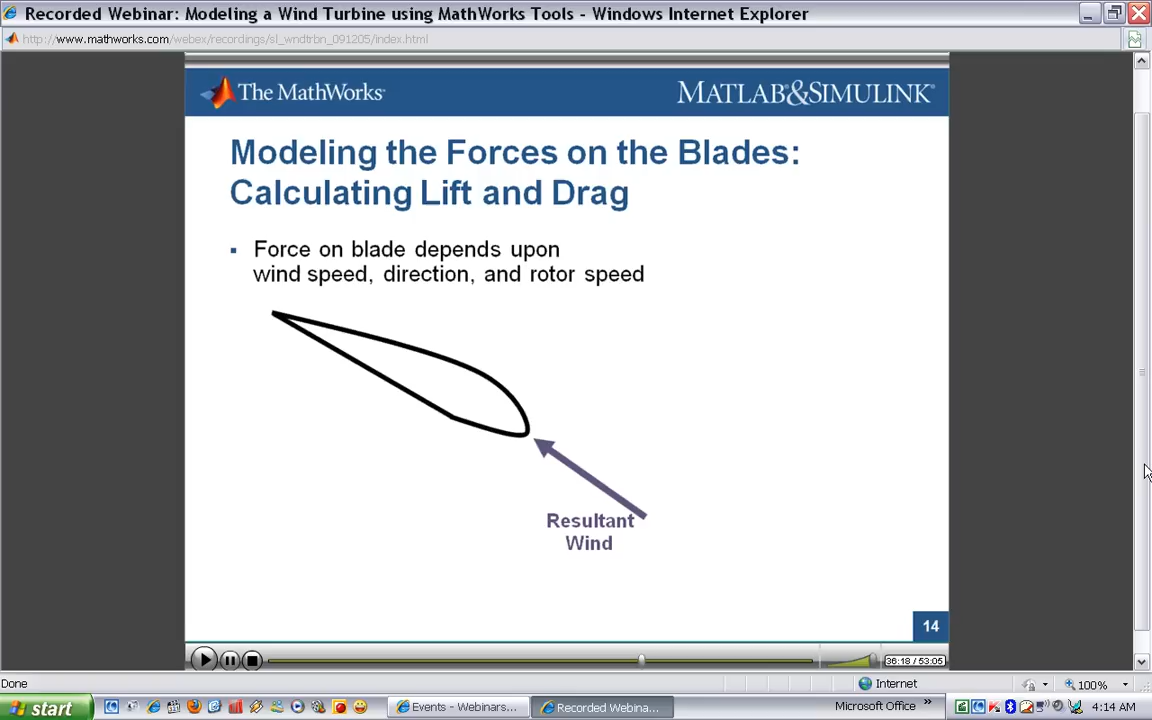 Recorded Webinar: Modeling a Wind Turbine using MathWorks Tools - Windows Internet Explorer
http://www.mathworks.com/webex/recordings/sl_wndtrbn_091205/index.html
The MathWorks
MATLAB&SIMULINK
Modeling the Forces on the Blades:
Calculating Lift and Drag
Force on blade depends upon
wind speed, direction, and rotor speed
Resultant
Wind
14
36:18 / 53:05
Done
Internet
100%
start
Events - Webinars...
Recorded Webina...
Microsoft Office
»
4:14 AM